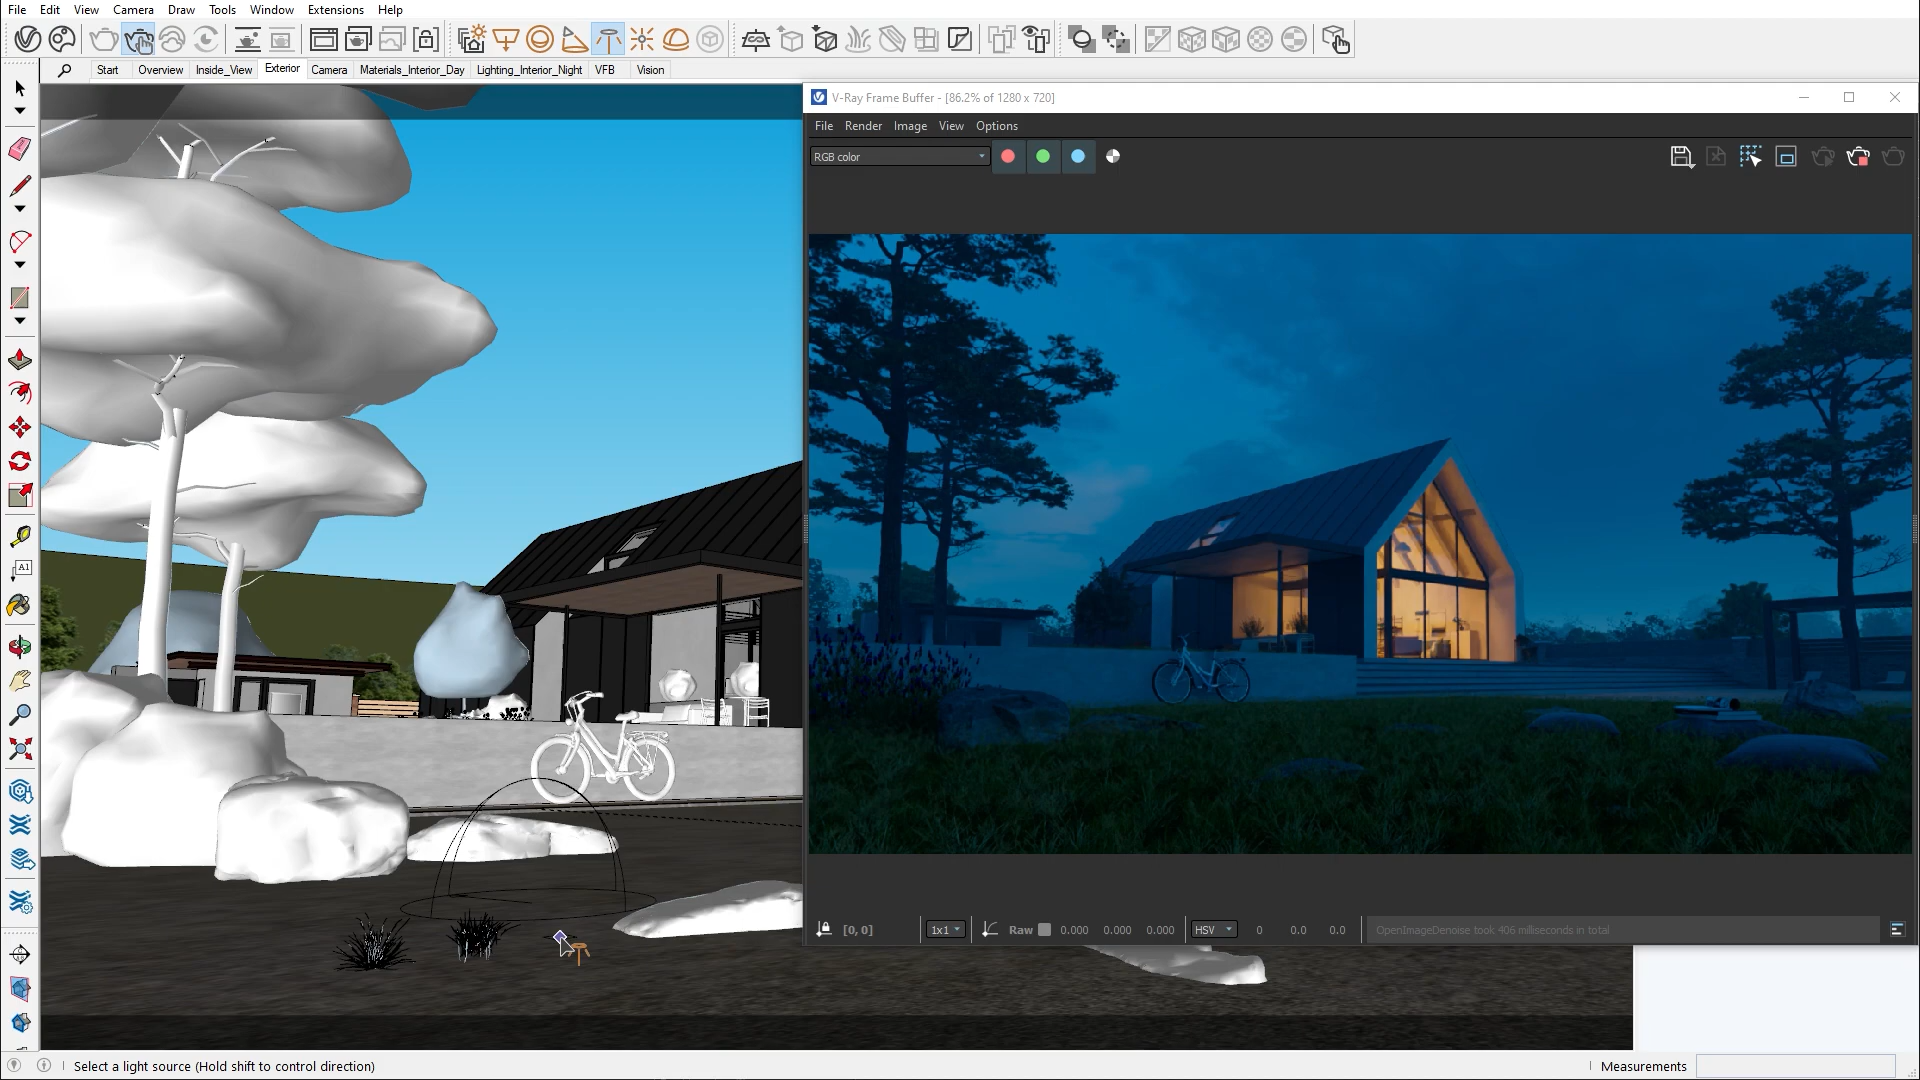 File Edit View Camera Draw Tools Window Extensions Help
Start Overview Inside_View Exterior Camera Materials_Interior_Day Lighting_Interior_Night VFB Vision
V-Ray Frame Buffer - [86.2% of 1280 x 720]
File Render Image View Options
RGB color
A1
[0, 0] 1x1 Raw 0.000 0.000 0.000 HSV 0 0.0 0.0 OpenImageDenoise took 406 milliseconds in total
Select a light source (Hold shift to control direction) Measurements